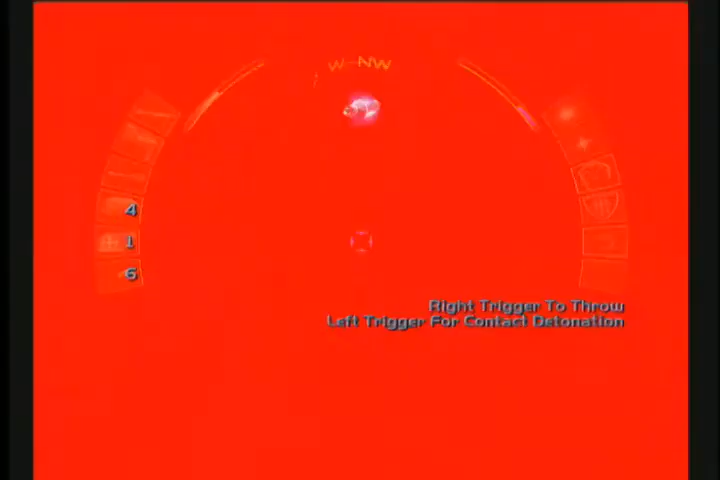 W-NW
4
1
6
Right Trigger To Throw
Left Trigger For Contact Detonation